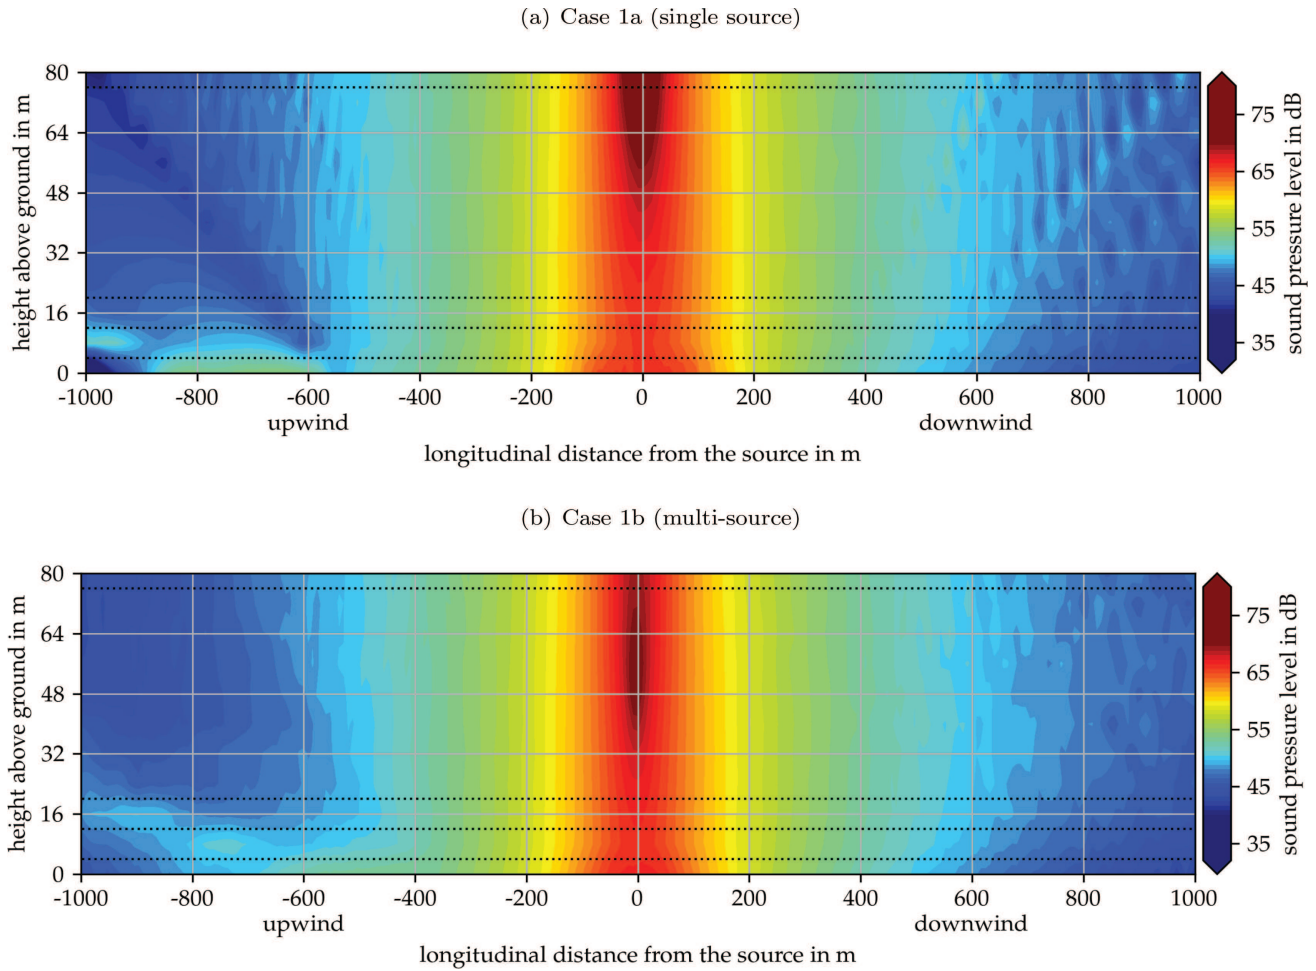 (a) Case 1a (single source)
80
64
48
32
16
0
height above ground in m
-1000 -800 -600 -400 -200 0 200 400 600 800 1000
upwind downwind
longitudinal distance from the source in m
75
65
55
45
35
sound pressure level in dB
(b) Case 1b (multi-source)
80
64
48
32
16
0
height above ground in m
-1000 -800 -600 -400 -200 0 200 400 600 800 1000
upwind downwind
longitudinal distance from the source in m
75
65
55
45
35
sound pressure level in dB